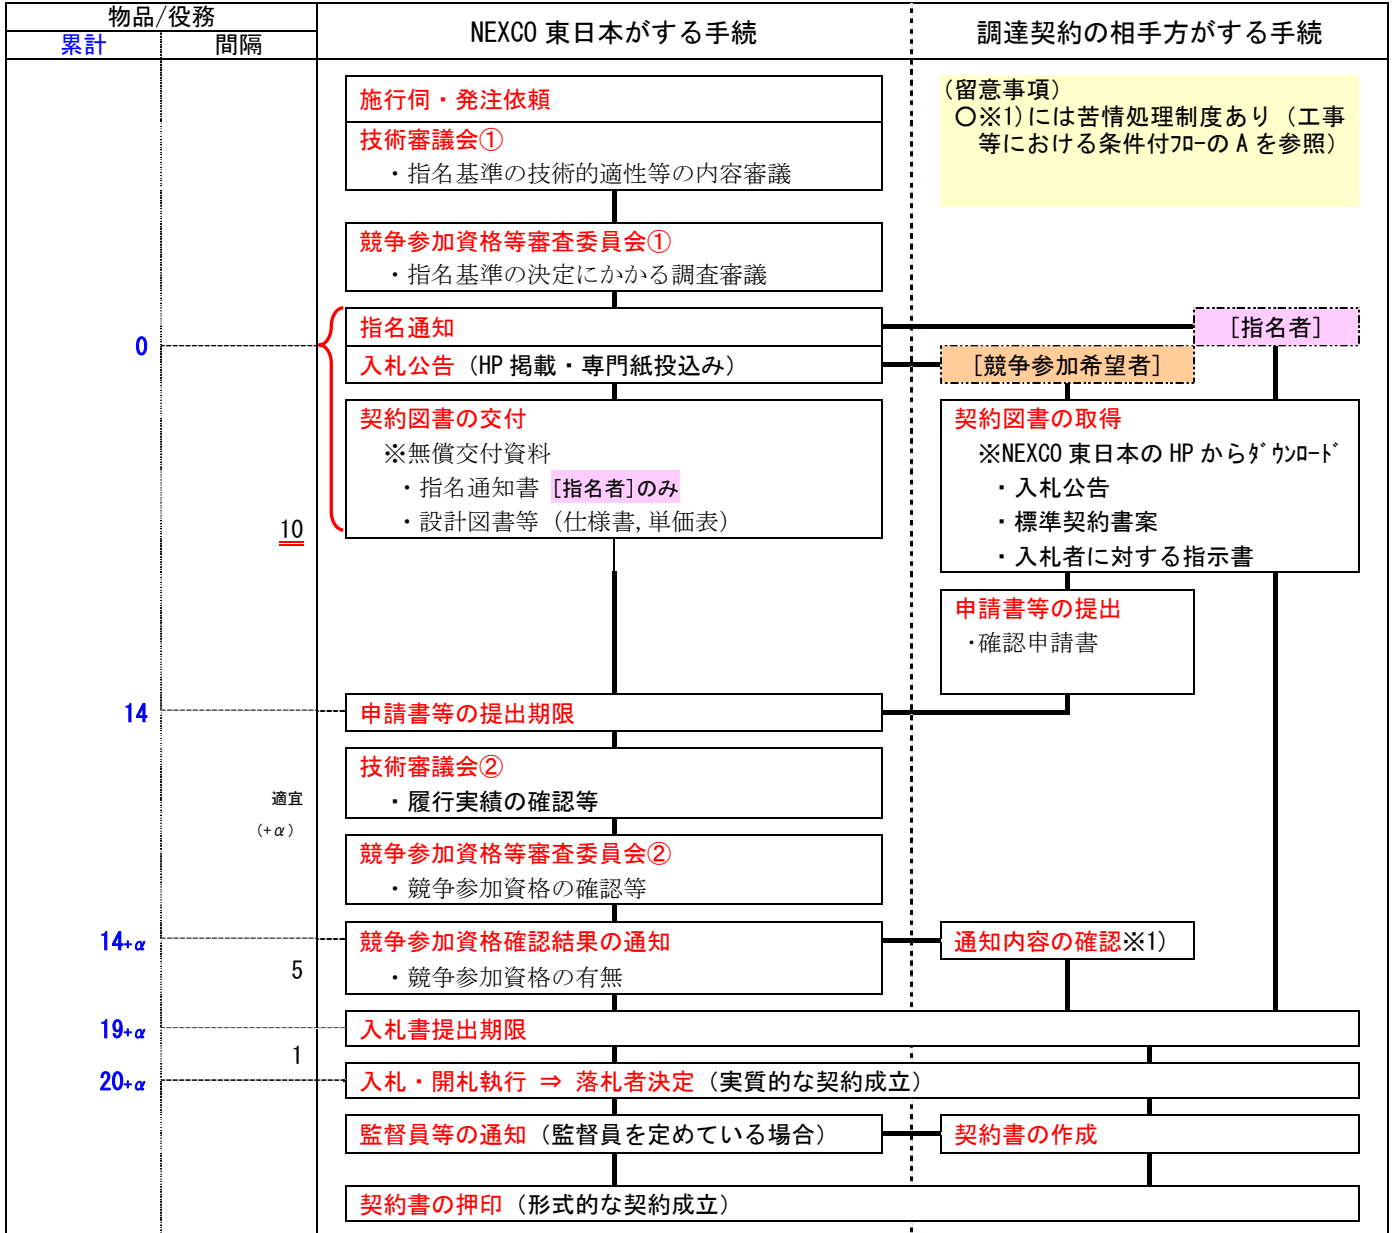 物品/役務
累計
間隔
NEXCO 東日本がする手続
調達契約の相手方がする手続
施行伺・発注依頼
技術審議会①
・指名基準の技術的適性等の内容審議
(留意事項)
〇※1)には苦情処理制度あり（工事
等における条件付ﾌﾛｰの A を参照）
競争参加資格等審査委員会①
・指名基準の決定にかかる調査審議
0
指名通知
[指名者]
入札公告（HP 掲載・専門紙投込み）
[競争参加希望者]
契約図書の交付
※無償交付資料
・指名通知書 [指名者]のみ
・設計図書等（仕様書,単価表）
10
契約図書の取得
※NEXCO 東日本の HP からﾀﾞｳﾝﾛｰﾄﾞ
・入札公告
・標準契約書案
・入札者に対する指示書
申請書等の提出
・確認申請書
14
申請書等の提出期限
技術審議会②
・履行実績の確認等
適宜
(+α)
競争参加資格等審査委員会②
・競争参加資格の確認等
14+α
競争参加資格確認結果の通知
・競争参加資格の有無
通知内容の確認※1)
5
19+α
入札書提出期限
1
20+α
入札・開札執行 ⇒ 落札者決定（実質的な契約成立）
監督員等の通知（監督員を定めている場合）
契約書の作成
契約書の押印（形式的な契約成立）